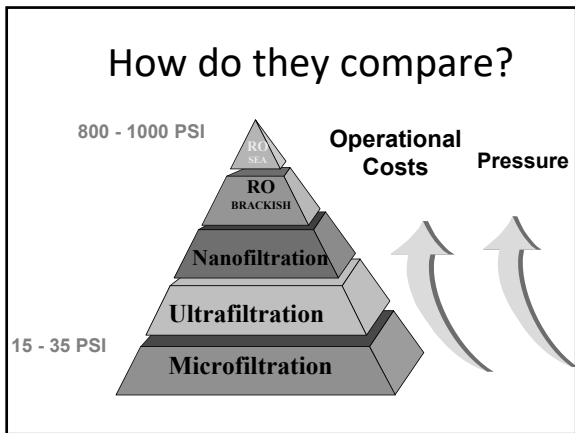 How do they compare?
800 - 1000 PSI
RO
SEA
Operational
Costs
Pressure
RO
BRACKISH
Nanofiltration
Ultrafiltration
15 - 35 PSI
Microfiltration